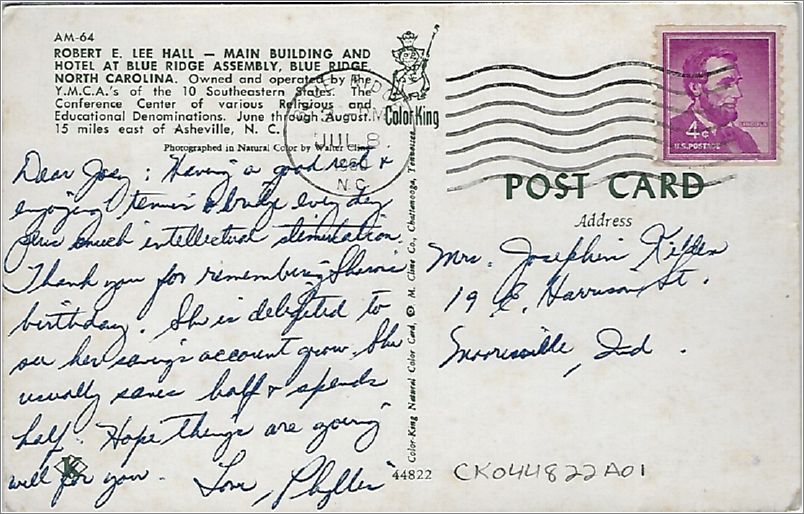 AM-64
ROBERT E. LEE HALL — MAIN BUILDING AND
HOTEL AT BLUE RIDGE ASSEMBLY, BLUE RIDGE,
NORTH CAROLINA. Owned and operated by the
Y.M.C.A.'s of the 10 Southeastern States. The
Conference Center of various Religious and
Educational Denominations. June through August.
15 miles east of Asheville, N. C.
Photographed in Natural Color by Walter Cline
Color King
JUL 8
N.C.
4¢
LINCOLN
U.S. POSTAGE
POST CARD
Address
Dear Joey: Having a good rest &
enjoying tennis & bridge every day
plus much intellectual stimulation.
Thank you for remembering
birthday. She is delighted to
see her savings account grow. She
usually saves half & spends
half. Hope things are going
well for you. Love, Phyllis
Mrs. Josephine
19 E. Harrison St.
Mooresville, Ind.
Color-King Natural Color Card, © M. Cline Co., Chattanooga, Tennessee
K
44822
CK044822A01